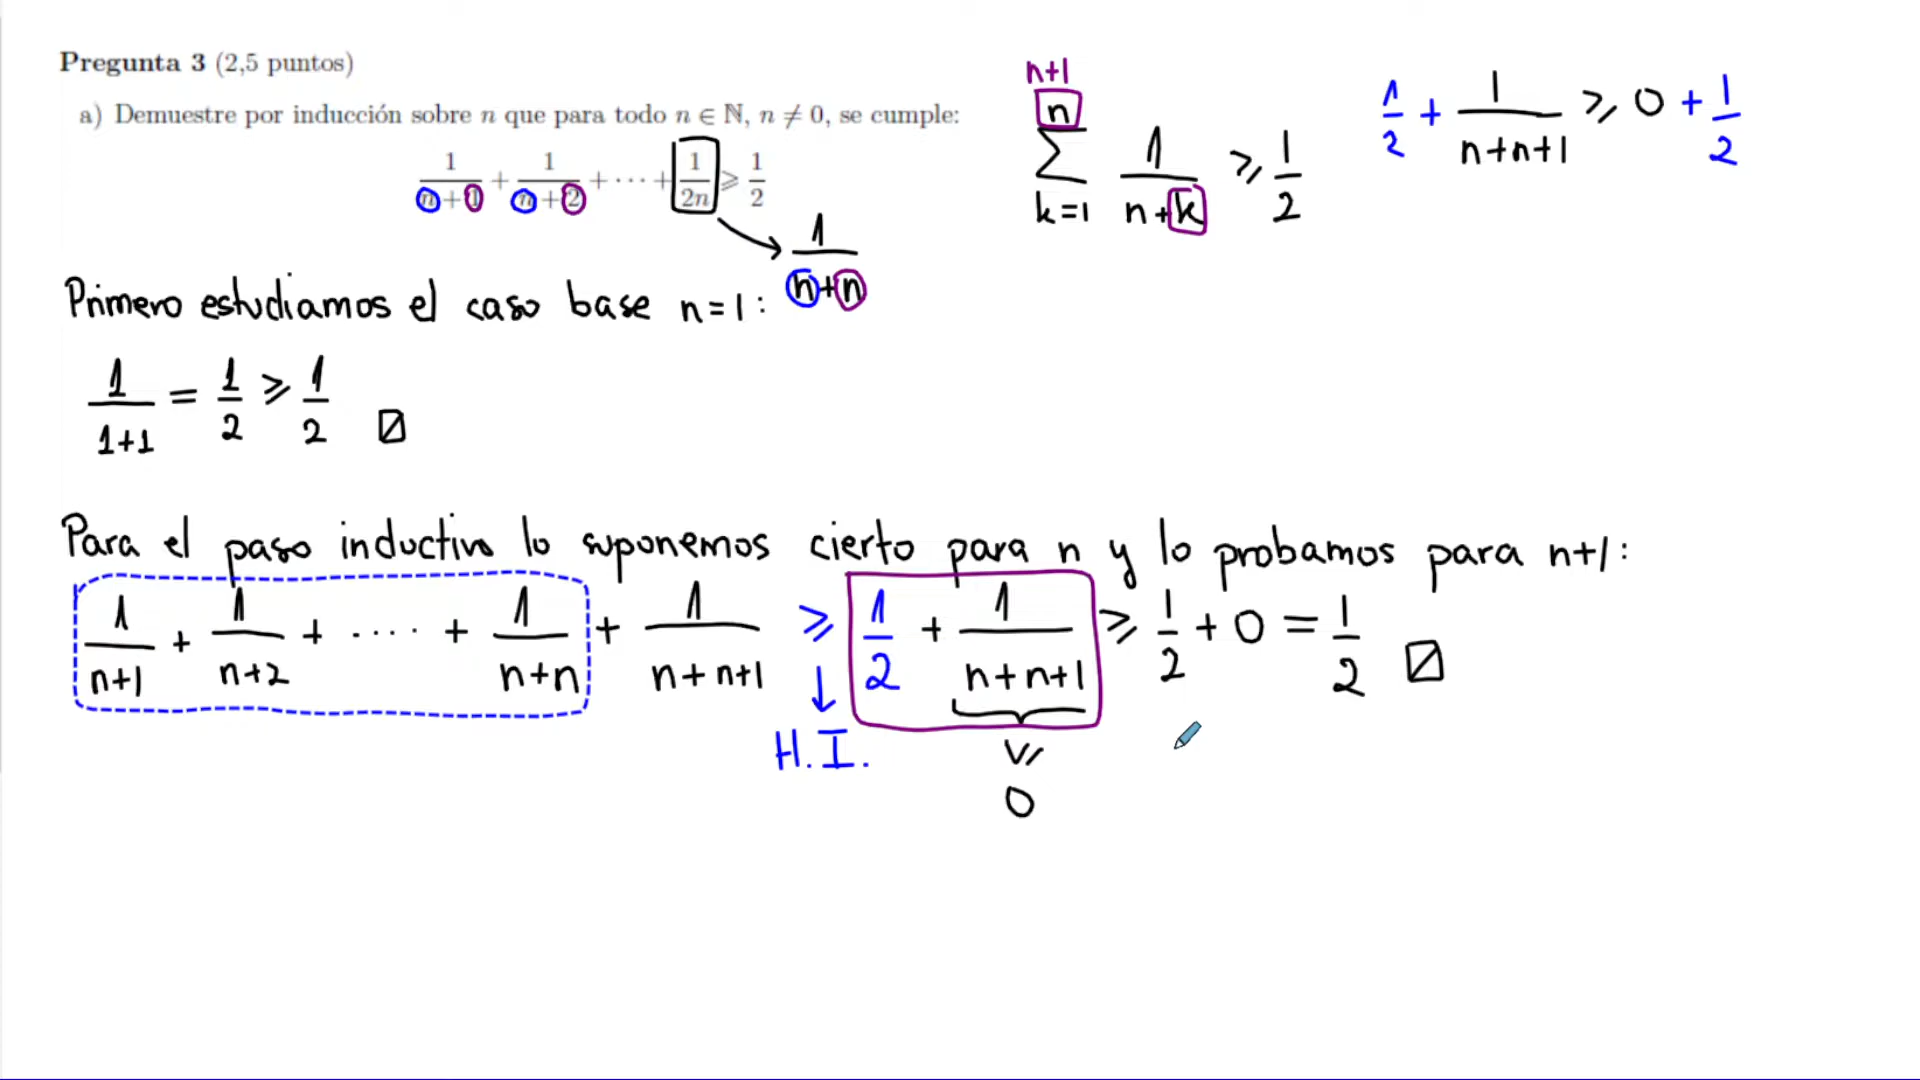 Pregunta 3 (2,5 puntos)
a) Demuestre por inducción sobre n que para todo n ∈ ℕ, n ≠ 0, se cumple:
1/(n+1) + 1/(n+2) + ··· + 1/(2n) ⩾ 1/2
1/(n+n)
n+1
∑_{k=1}^{n} 1/(n+k) ⩾ 1/2
1/2 + 1/(n+n+1) ⩾ 0 + 1/2
Primero estudiamos el caso base n=1:
1/(1+1) = 1/2 ⩾ 1/2
Para el paso inductivo lo suponemos cierto para n y lo probamos para n+1:
1/(n+1) + 1/(n+2) + ···· + 1/(n+n) + 1/(n+n+1) ⩾ 1/2 + 1/(n+n+1) ⩾ 1/2 + 0 = 1/2
↓
H.I.
⩾
0